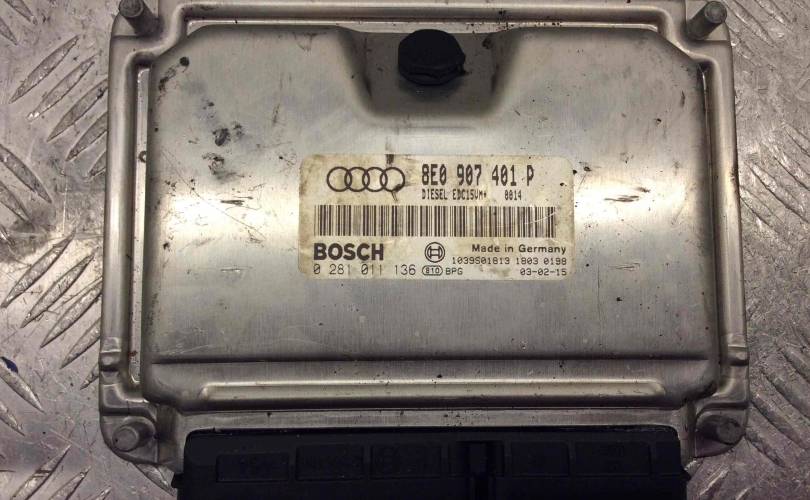 8E0 907 401 P
DIESEL EDC15VM+ 0014
BOSCH Made in Germany
1039S01813 1803 0198
0 281 011 136 810 BPG 03-02-15